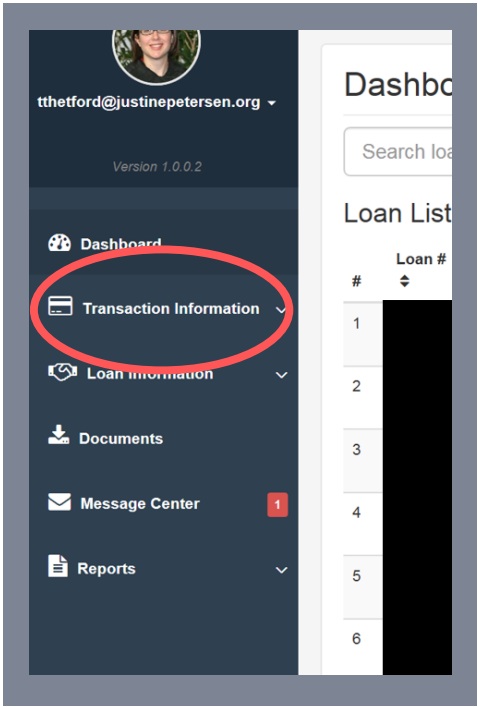 tthetford@justinepetersen.org
Version 1.0.0.2
Dashboard
Transaction Information
Loan Information
Documents
Message Center 1
Reports
Dashbo
Search loa
Loan List
Loan #
#
1
2
3
4
5
6